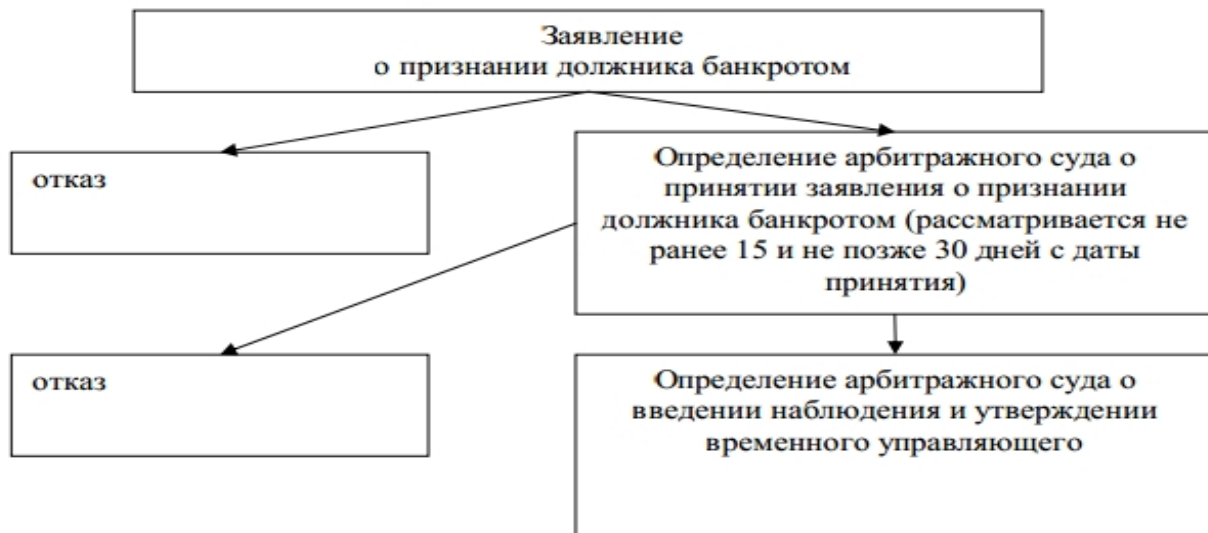 Заявление
о признании должника банкротом
отказ
Определение арбитражного суда о
принятии заявления о признании
должника банкротом (рассматривается не
ранее 15 и не позже 30 дней с даты
принятия)
отказ
Определение арбитражного суда о
введении наблюдения и утверждении
временного управляющего